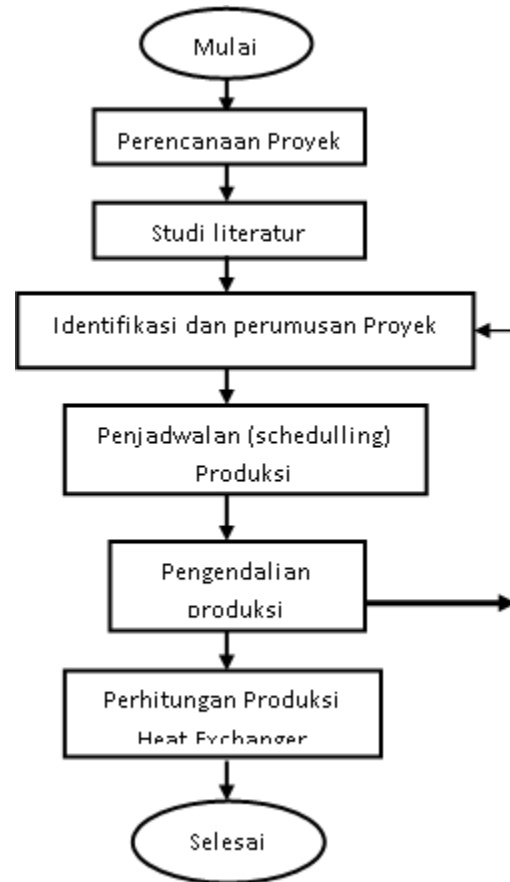 Mulai
Perencanaan Proyek
Studi literatur
Identifikasi dan perumusan Proyek
Penjadwalan (schedulling)
Produksi
Pengendalian
produksi
Perhitungan Produksi
Heat Exchanger
Selesai